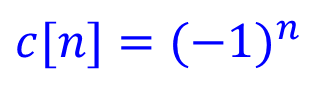 c[n] = (−1)ⁿ